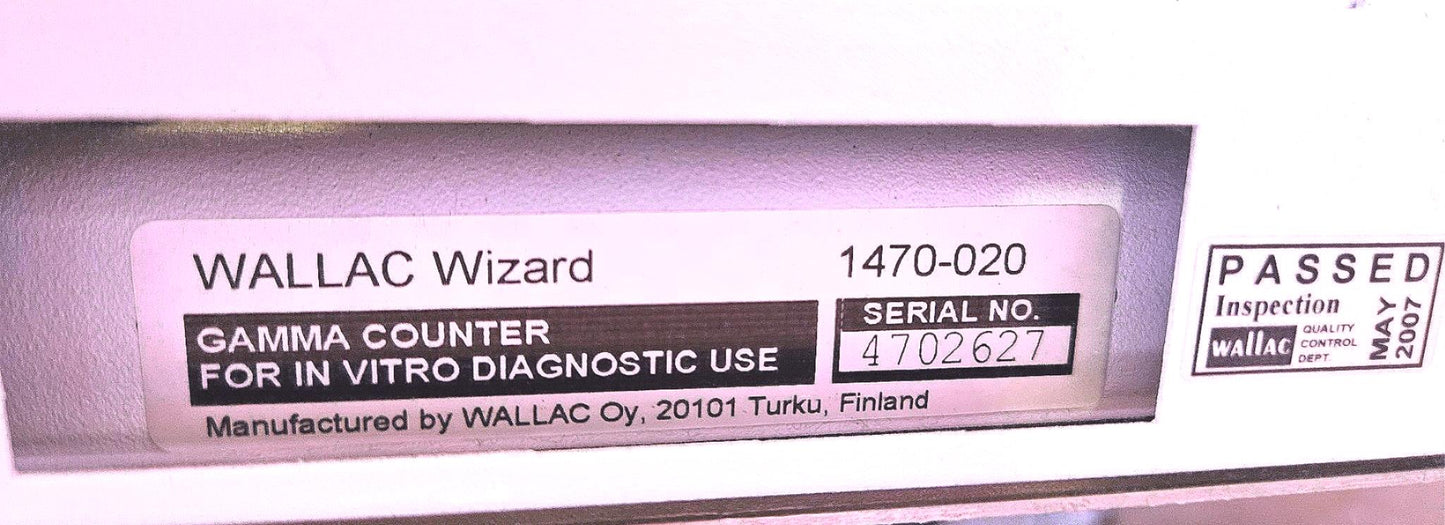 WALLAC Wizard
1470-020
GAMMA COUNTER
FOR IN VITRO DIAGNOSTIC USE
SERIAL NO.
4702627
Manufactured by WALLAC Oy, 20101 Turku, Finland
PASSED
Inspection
wallac
QUALITY
CONTROL
DEPT.
MAY
2007